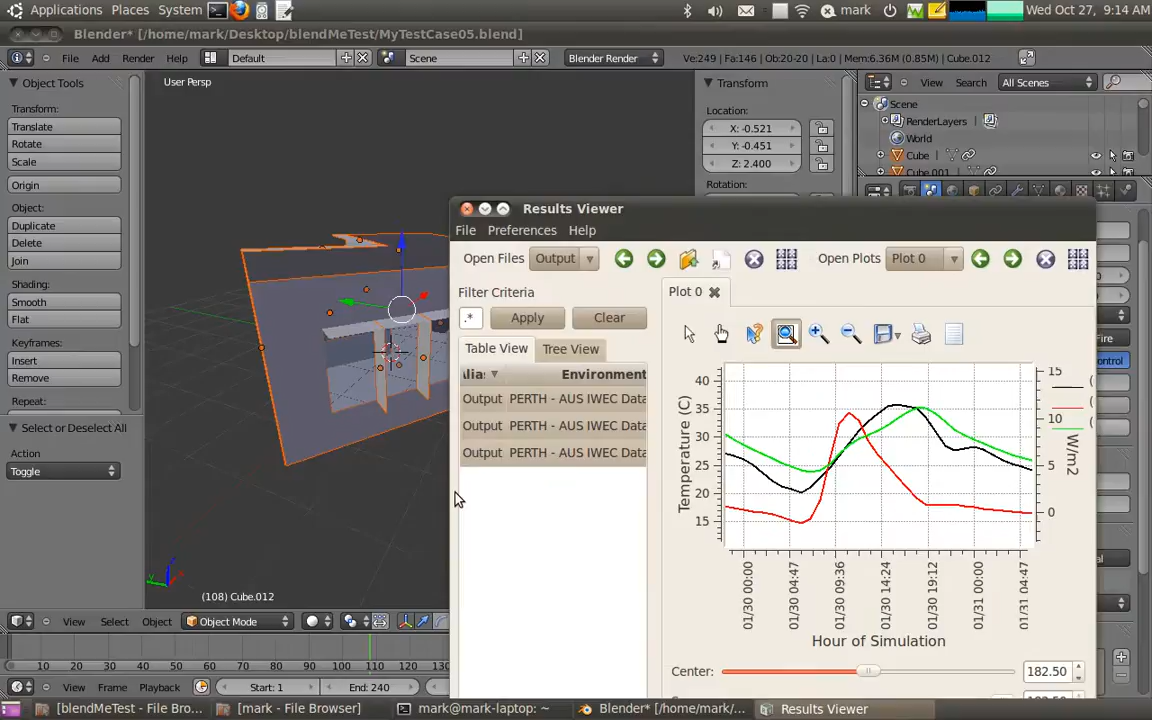 Applications Places System mark Wed Oct 27, 9:14 AM
Blender* [/home/mark/Desktop/blendMeTest/MyTestCase05.blend]
File Add Render Help Default Scene Blender Render Ve:249 | Fa:146 | Ob:20-20 | La:0 | Mem:6.36M (0.85M) | Cube.012
Object Tools
Transform:
Translate
Rotate
Scale
Origin
Object:
Duplicate
Delete
Join
Shading:
Smooth
Flat
Keyframes:
Insert
Remove
Repeat:
Select or Deselect All
Action
Toggle
User Persp
(108) Cube.012
Transform
Location:
X: -0.521
Y: -0.451
Z: 2.400
Rotation:
View Search All Scenes
Scene
RenderLayers
World
Cube
Cube.001
Results Viewer
File Preferences Help
Open Files Output Open Plots Plot 0
Filter Criteria
.* Apply Clear
Table View Tree View
Environment
Output PERTH - AUS IWEC Data
Output PERTH - AUS IWEC Data
Output PERTH - AUS IWEC Data
Plot 0
Temperature (C)
40
35
30
25
20
15
15
10
5
0
W/m2
01/30 00:00
01/30 04:47
01/30 09:36
01/30 14:24
01/30 19:12
01/31 00:00
01/31 04:47
Hour of Simulation
Center: 182.50
View Select Object Object Mode
10 20 30 40 50 60 70 80 90 100 110 120 130
View Frame Playback Start: 1 End: 240
[blendMeTest - File Bro... [mark - File Browser] mark@mark-laptop: ~ Blender* [/home/mark/... Results Viewer